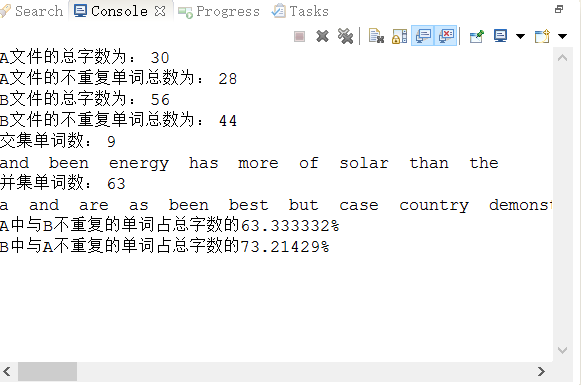 Search Console Progress Tasks
A文件的总字数为: 30
A文件的不重复单词总数为: 28
B文件的总字数为: 56
B文件的不重复单词总数为: 44
交集单词数: 9
and been energy has more of solar than the
并集单词数: 63
a and are as been best but case country demons
A中与B不重复的单词占总字数的63.333332%
B中与A不重复的单词占总字数的73.21429%